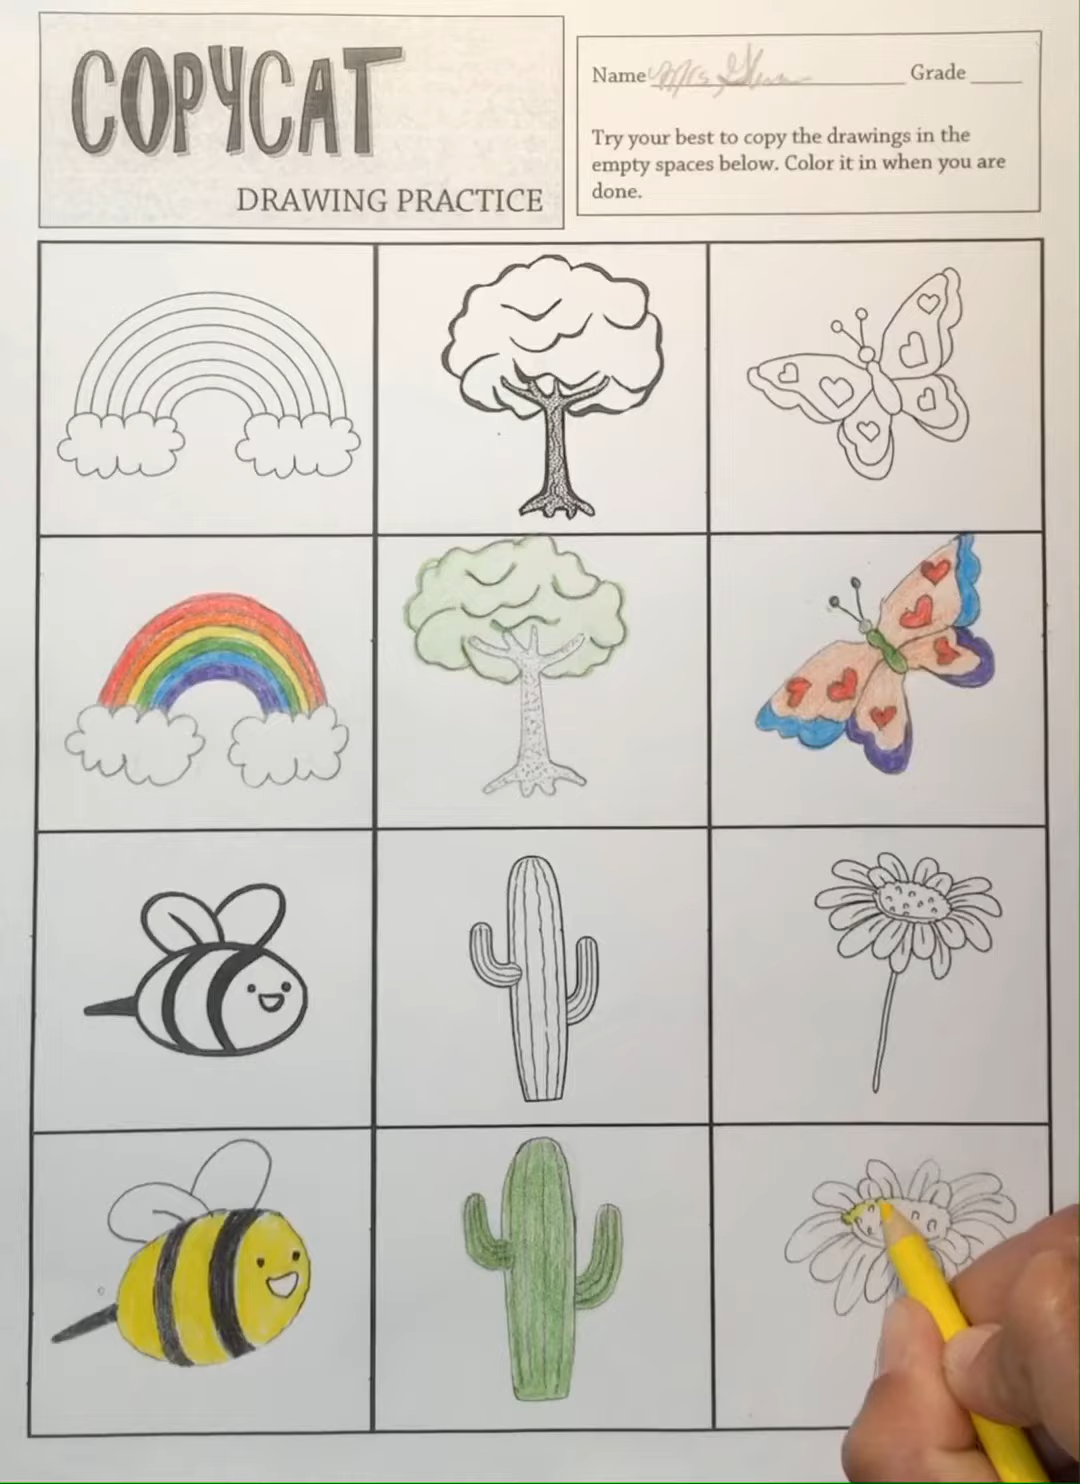 COPYCAT
DRAWING PRACTICE
Name Mrs Grade
Try your best to copy the drawings in the
empty spaces below. Color it in when you are
done.